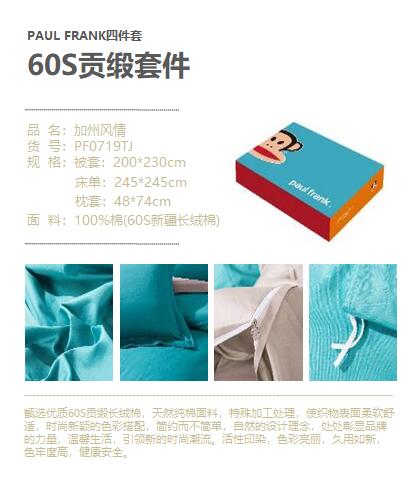 PAUL FRANK四件套
60S贡缎套件
品 名：加州风情
货 号：PF0719TJ
规 格：被套：200*230cm
床单：245*245cm
枕套：48*74cm
面 料：100%棉(60S新疆长绒棉)
paul frank.
甄选优质60S贡缎长绒棉，天然纯棉面料，特殊加工处理，使织物表面柔软舒
适，时尚新颖的色彩搭配，简约而不简单，自然的设计理念，处处彰显品牌
的力量，温馨生活，引领新的时尚潮流。活性印染，色彩亮丽，久用如新，
色牢度高，健康安全。